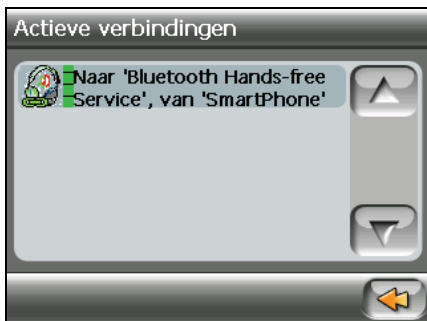 Actieve verbindingen
Naar 'Bluetooth Hands-free
Service', van 'SmartPhone'